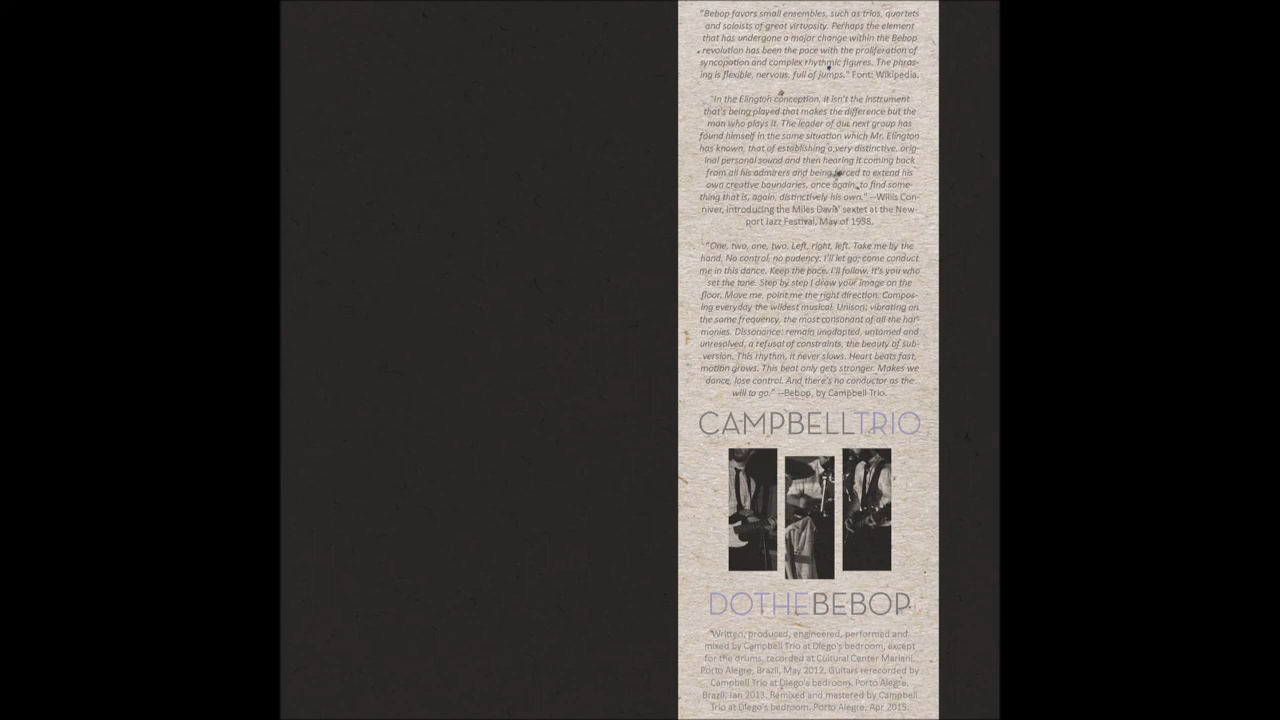 "Bebop favors small ensembles, such as trios, quartets
and soloists of great virtuosity. Perhaps the element
that has undergone a major change within the Bebop
revolution has been the pace with the proliferation of
syncopation and complex rhythmic figures. The phras-
ing is flexible, nervous, full of jumps." Font: Wikipedia.
"In the Elington conception, it isn't the instrument
that's being played that makes the difference but the
man who plays it. The leader of our next group has
found himself in the same situation which Mr. Elington
has known, that of establishing a very distinctive, orig-
inal personal sound and then hearing it coming back
from all his admirers and being forced to extend his
own creative boundaries, once again, to find some-
thing that is, again, distinctively his own." --Willis Con-
niver, introducing the Miles Davis' sextet at the New-
port Jazz Festival, May of 1958.
"One, two, one, two. Left, right, left. Take me by the
hand. No control, no pudency. I'll let go; come conduct
me in this dance. Keep the pace. I'll follow. It's you who
set the tone. Step by step I draw your image on the
floor. Move me, point me the right direction. Compos-
ing everyday the wildest musical. Unison; vibrating on
the same frequency, the most consonant of all the har-
monies. Dissonance: remain unadapted, untamed and
unresolved, a refusal of constraints, the beauty of sub-
version. This rhythm, it never slows. Heart beats fast,
motion grows. This beat only gets stronger. Makes we
dance, lose control. And there's no conductor as the
will to go." --Bebop, by Campbell Trio.
CAMPBELLTRIO
DOTHEBEBOP
"Written, produced, engineered, performed and
mixed by Campbell Trio at Diego's bedroom, except
for the drums, recorded at Cultural Center Mariani.
Porto Alegre, Brazil, May 2012. Guitars rerecorded by
Campbell Trio at Diego's bedroom. Porto Alegre,
Brazil, Jan 2013. Remixed and mastered by Campbell
Trio at Diego's bedroom. Porto Alegre, Apr 2015.